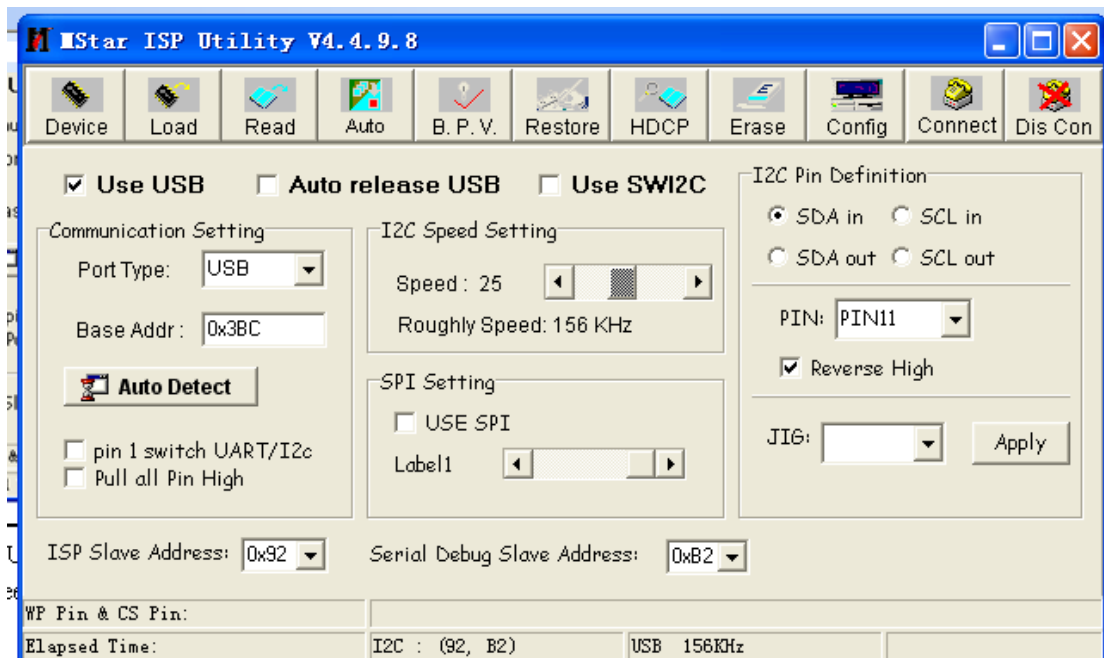 MStar ISP Utility V4.4.9.8
Device Load Read Auto B.P.V. Restore HDCP Erase Config Connect Dis Con
Use USB Auto release USB Use SWI2C
I2C Pin Definition
SDA in SCL in
SDA out SCL out
PIN: PIN11
Reverse High
JIG: Apply
Communication Setting
Port Type: USB
Base Addr: 0x3BC
Auto Detect
pin 1 switch UART/I2c
Pull all Pin High
I2C Speed Setting
Speed : 25
Roughly Speed: 156 KHz
SPI Setting
USE SPI
Label1
ISP Slave Address: 0x92 Serial Debug Slave Address: 0xB2
WP Pin & CS Pin:
Elapsed Time: I2C : (92, B2) USB 156KHz